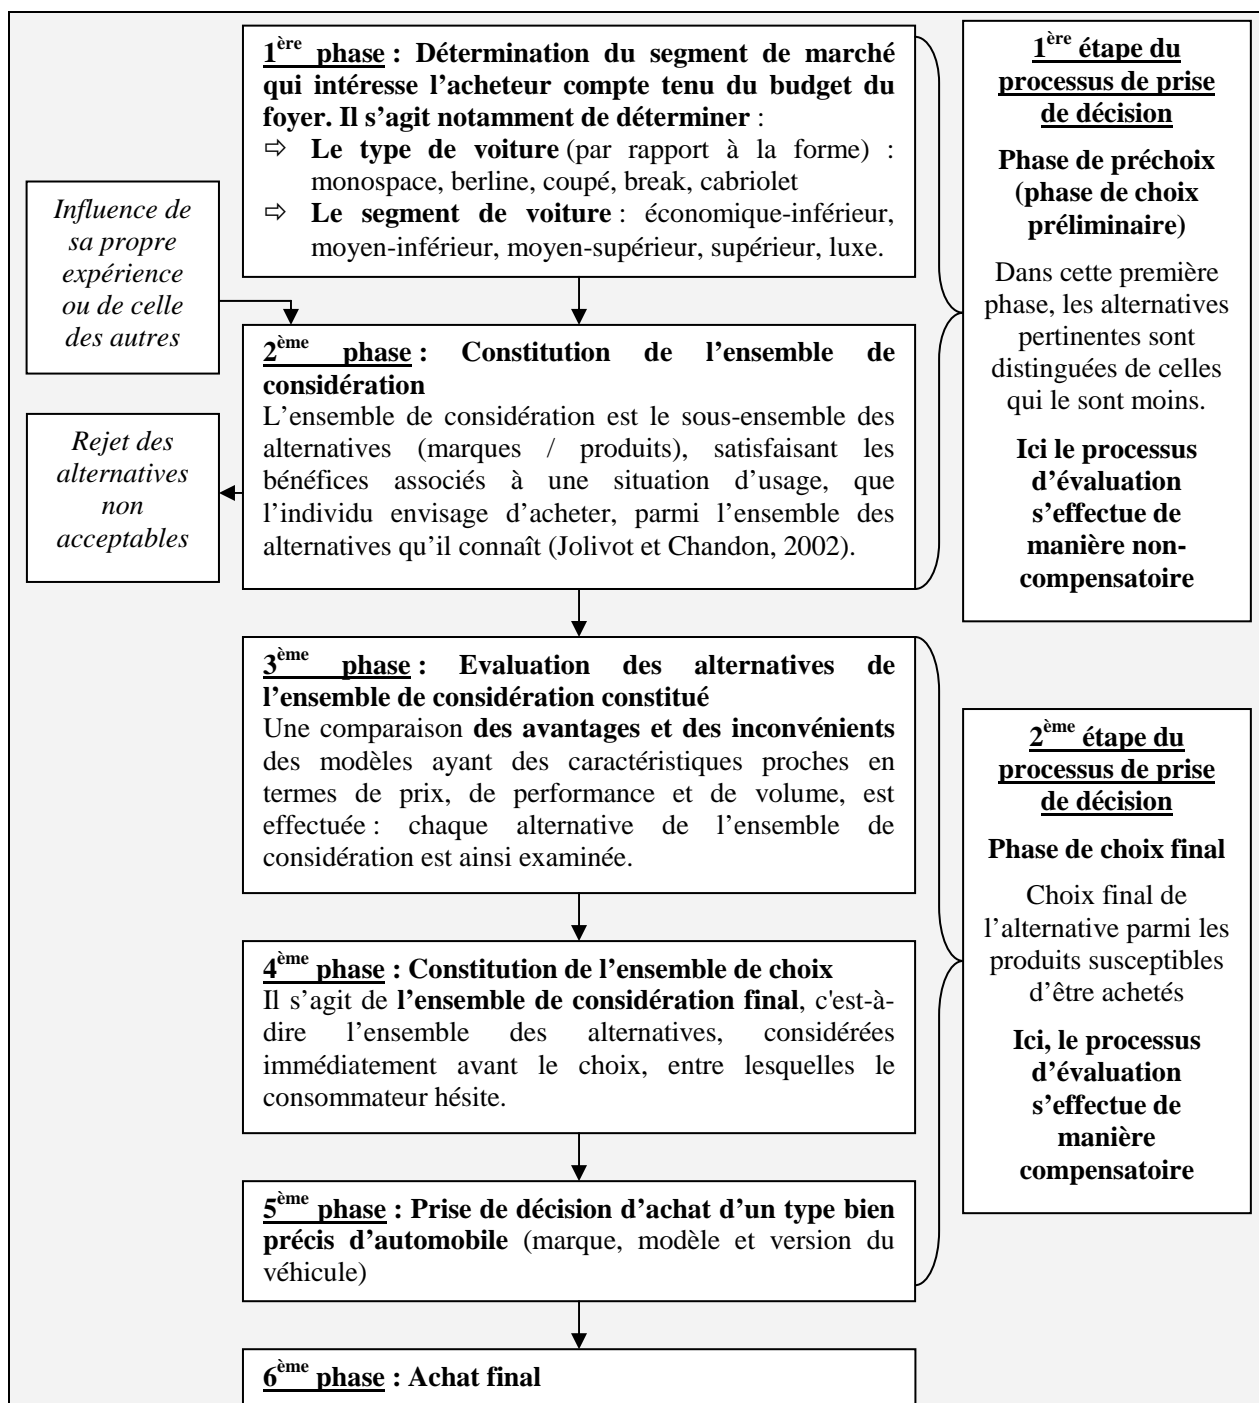 1ère phase : Détermination du segment de marché
qui intéresse l’acheteur compte tenu du budget du
foyer. Il s’agit notamment de déterminer :
⇨ Le type de voiture (par rapport à la forme) :
monospace, berline, coupé, break, cabriolet
⇨ Le segment de voiture : économique-inférieur,
moyen-inférieur, moyen-supérieur, supérieur, luxe.
Influence de
sa propre
expérience
ou de celle
des autres
2ème phase : Constitution de l’ensemble de
considération
L’ensemble de considération est le sous-ensemble des
alternatives (marques / produits), satisfaisant les
bénéfices associés à une situation d’usage, que
l’individu envisage d’acheter, parmi l’ensemble des
alternatives qu’il connaît (Jolivot et Chandon, 2002).
Rejet des
alternatives
non
acceptables
1ère étape du
processus de prise
de décision
Phase de préchoix
(phase de choix
préliminaire)
Dans cette première
phase, les alternatives
pertinentes sont
distinguées de celles
qui le sont moins.
Ici le processus
d’évaluation
s’effectue de
manière non-
compensatoire
3ème phase : Evaluation des alternatives de
l’ensemble de considération constitué
Une comparaison des avantages et des inconvénients
des modèles ayant des caractéristiques proches en
termes de prix, de performance et de volume, est
effectuée : chaque alternative de l’ensemble de
considération est ainsi examinée.
4ème phase : Constitution de l’ensemble de choix
Il s’agit de l’ensemble de considération final, c'est-à-
dire l’ensemble des alternatives, considérées
immédiatement avant le choix, entre lesquelles le
consommateur hésite.
5ème phase : Prise de décision d’achat d’un type bien
précis d’automobile (marque, modèle et version du
véhicule)
2ème étape du
processus de prise
de décision
Phase de choix final
Choix final de
l’alternative parmi les
produits susceptibles
d’être achetés
Ici, le processus
d’évaluation
s’effectue de
manière
compensatoire
6ème phase : Achat final